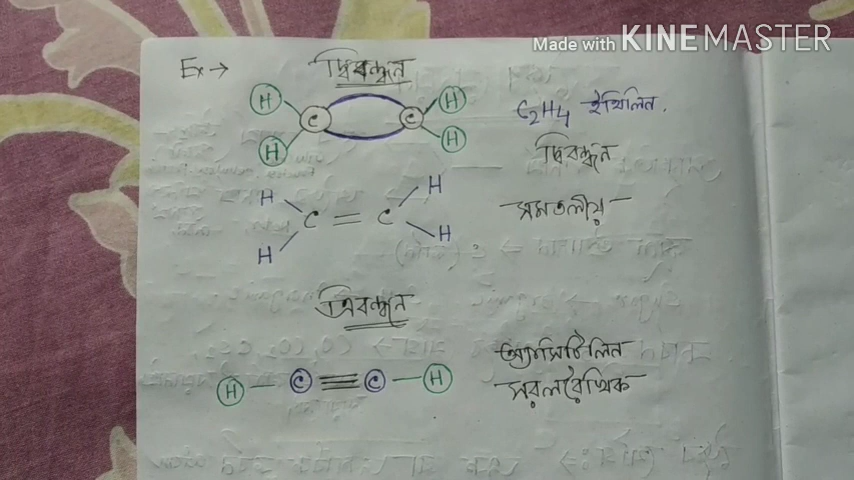 Made with KINEMASTER
Ex → দ্বিবন্ধন
H C C H
H H
C₂H₄ ইথিলিন.
দ্বিবন্ধন
H H
C = C
H H
সমতলীয়
ত্রিবন্ধন
H — C ≡ C — H
অ্যাসিটিলিন
সরলরৈখিক